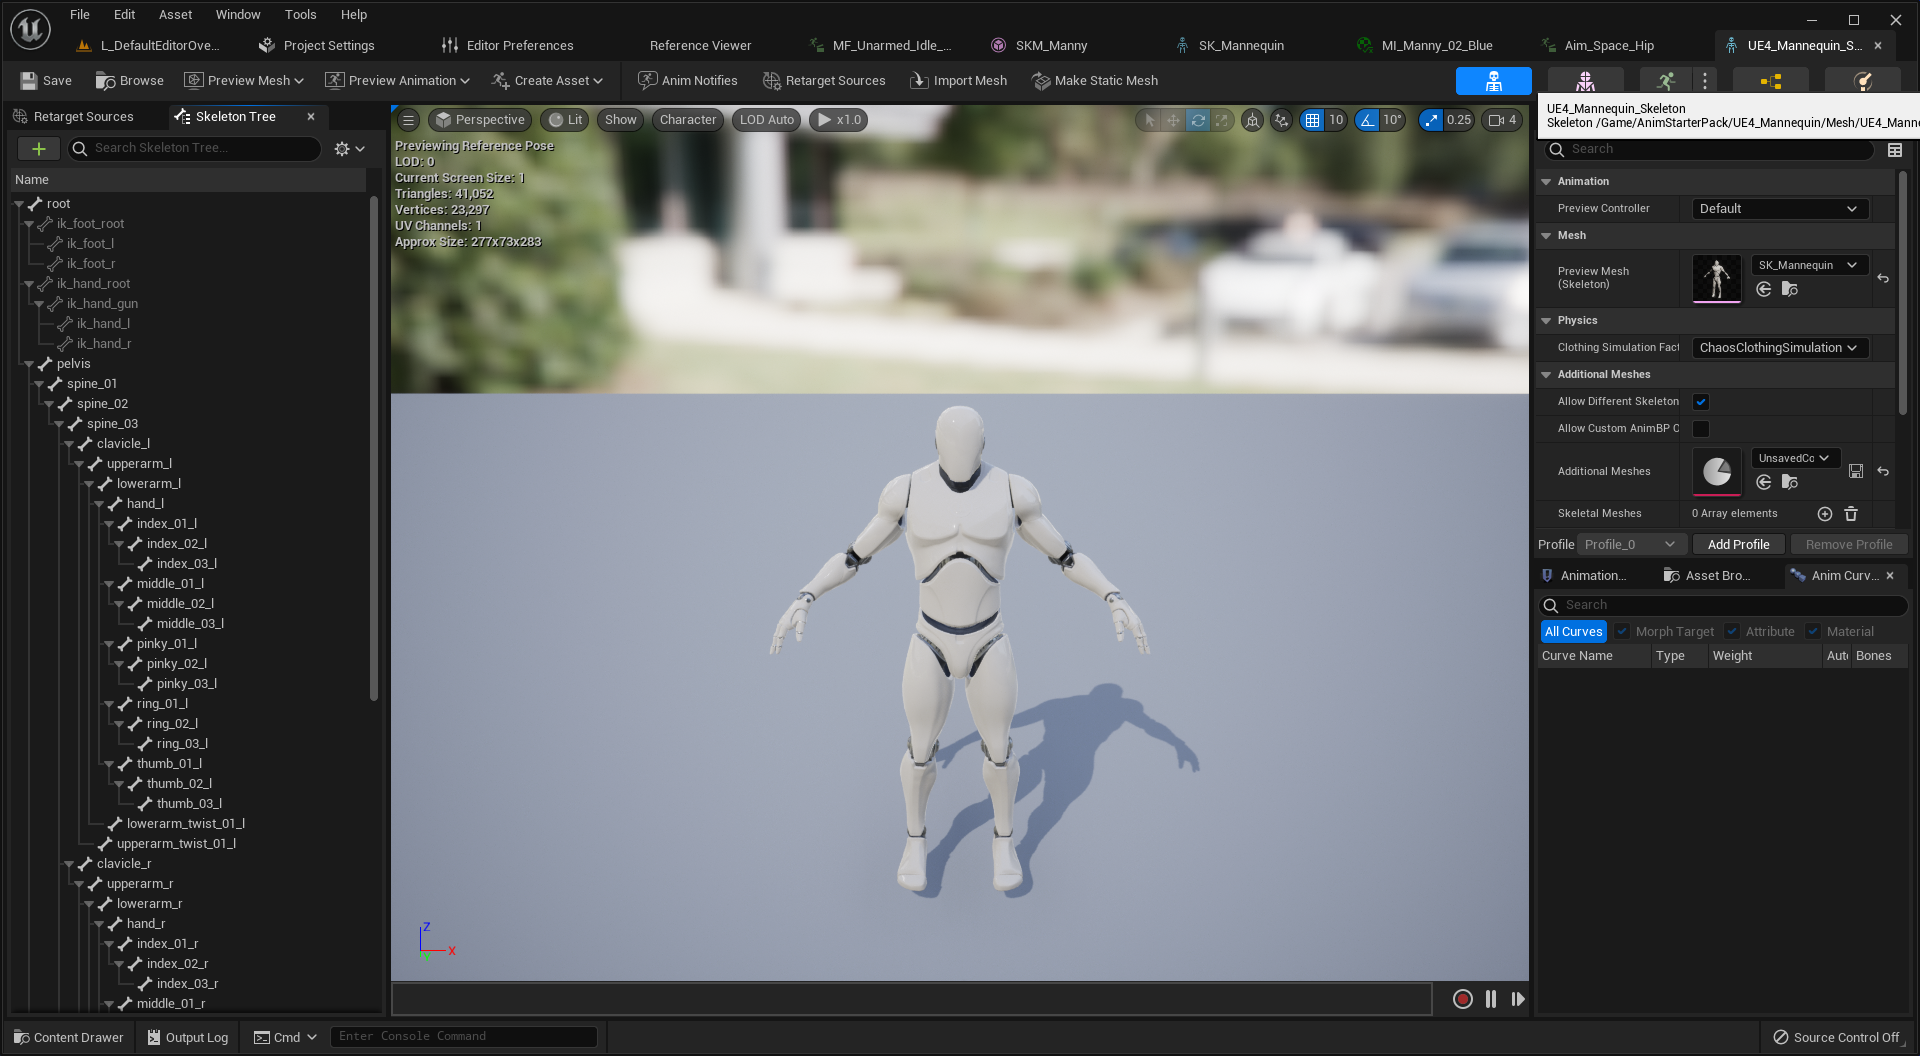 File Edit Asset Window Tools Help
L_DefaultEditorOve... Project Settings Editor Preferences Reference Viewer MF_Unarmed_Idle_... SKM_Manny SK_Mannequin MI_Manny_02_Blue Aim_Space_Hip UE4_Mannequin_S...
Save Browse Preview Mesh Preview Animation Create Asset Anim Notifies Retarget Sources Import Mesh Make Static Mesh
UE4_Mannequin_Skeleton
Skeleton /Game/AnimStarterPack/UE4_Mannequin/Mesh/UE4_Manne
Retarget Sources Skeleton Tree
Search Skeleton Tree...
Name
root
ik_foot_root
ik_foot_l
ik_foot_r
ik_hand_root
ik_hand_gun
ik_hand_l
ik_hand_r
pelvis
spine_01
spine_02
spine_03
clavicle_l
upperarm_l
lowerarm_l
hand_l
index_01_l
index_02_l
index_03_l
middle_01_l
middle_02_l
middle_03_l
pinky_01_l
pinky_02_l
pinky_03_l
ring_01_l
ring_02_l
ring_03_l
thumb_01_l
thumb_02_l
thumb_03_l
lowerarm_twist_01_l
upperarm_twist_01_l
clavicle_r
upperarm_r
lowerarm_r
hand_r
index_01_r
index_02_r
index_03_r
middle_01_r
Perspective Lit Show Character LOD Auto x1.0 10 10° 0.25 4
Previewing Reference Pose
LOD: 0
Current Screen Size: 1
Triangles: 41,052
Vertices: 23,297
UV Channels: 1
Approx Size: 277x73x283
Z
X
Y
Search
Animation
Preview Controller Default
Mesh
Preview Mesh
(Skeleton) SK_Mannequin
Physics
Clothing Simulation Fact ChaosClothingSimulation
Additional Meshes
Allow Different Skeleton
Allow Custom AnimBP C
Additional Meshes UnsavedCo
Skeletal Meshes 0 Array elements
Profile Profile_0 Add Profile Remove Profile
Animation... Asset Bro... Anim Curv...
Search
All Curves Morph Target Attribute Material
Curve Name Type Weight Aut Bones
Content Drawer Output Log Cmd Enter Console Command Source Control Off